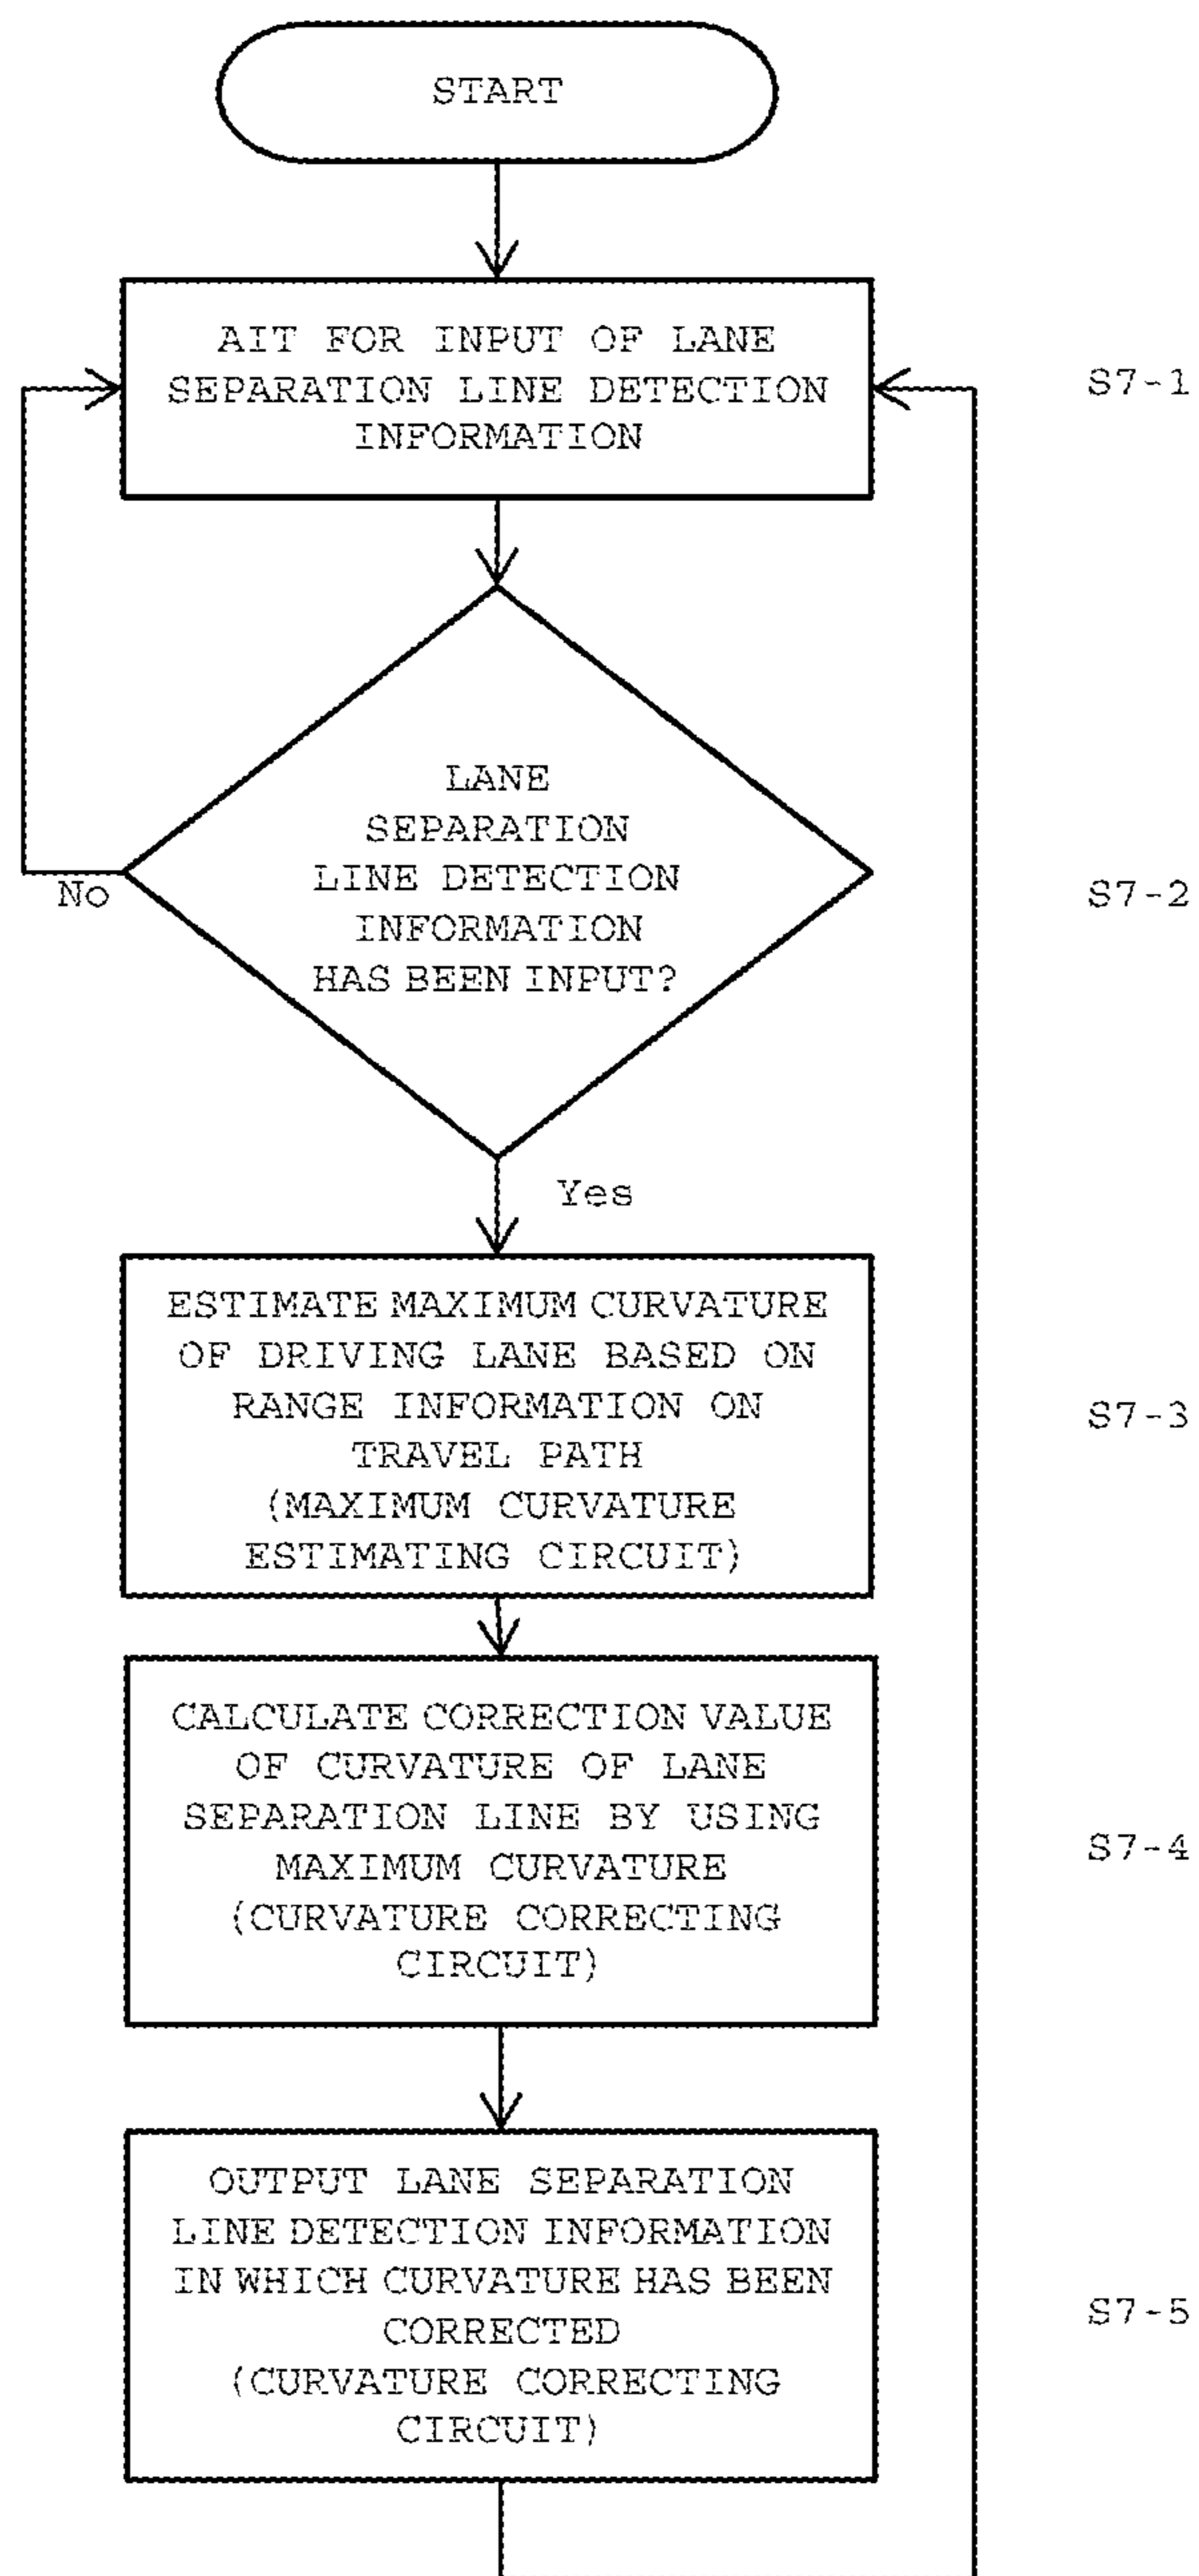 START
AIT FOR INPUT OF LANE
SEPARATION LINE DETECTION
INFORMATION
S7-1
LANE
SEPARATION
LINE DETECTION
INFORMATION
HAS BEEN INPUT?
No
S7-2
Yes
ESTIMATE MAXIMUM CURVATURE
OF DRIVING LANE BASED ON
RANGE INFORMATION ON
TRAVEL PATH
(MAXIMUM CURVATURE
ESTIMATING CIRCUIT)
S7-3
CALCULATE CORRECTION VALUE
OF CURVATURE OF LANE
SEPARATION LINE BY USING
MAXIMUM CURVATURE
(CURVATURE CORRECTING
CIRCUIT)
S7-4
OUTPUT LANE SEPARATION
LINE DETECTION INFORMATION
IN WHICH CURVATURE HAS BEEN
CORRECTED
(CURVATURE CORRECTING
CIRCUIT)
S7-5